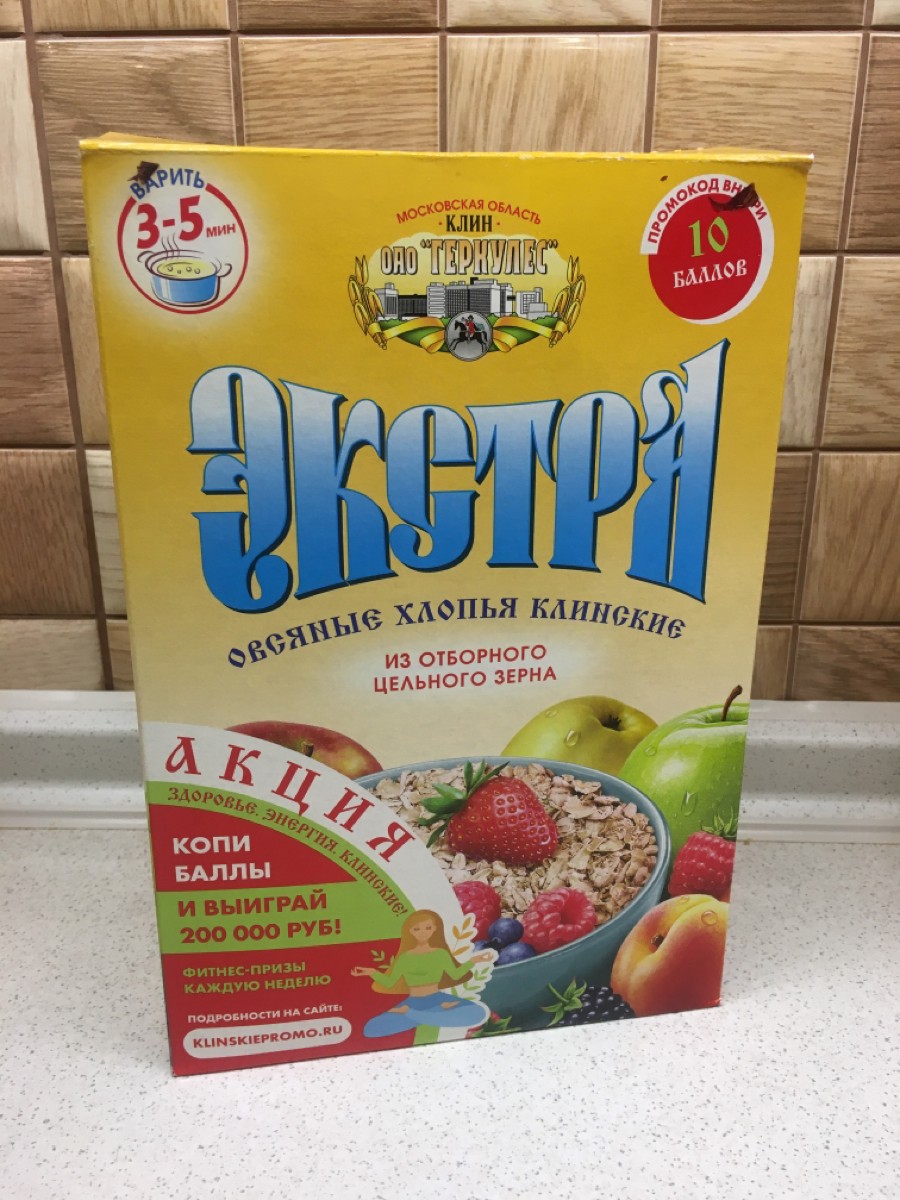 ВАРИТЬ
3-5 МИН
МОСКОВСКАЯ ОБЛАСТЬ
· КЛИН ·
ОАО "ГЕРКУЛЕС"
ПРОМОКОД ВНУТРИ
10
БАЛЛОВ
ЭКСТРА
ОВСЯНЫЕ ХЛОПЬЯ КЛИНСКИЕ
ИЗ ОТБОРНОГО
ЦЕЛЬНОГО ЗЕРНА
АКЦИЯ
ЗДОРОВЬЕ. ЭНЕРГИЯ. КЛИНСКИЕ!
КОПИ
БАЛЛЫ
И ВЫИГРАЙ
200 000 РУБ!
ФИТНЕС-ПРИЗЫ
КАЖДУЮ НЕДЕЛЮ
ПОДРОБНОСТИ НА САЙТЕ:
KLINSKIEPROMO.RU